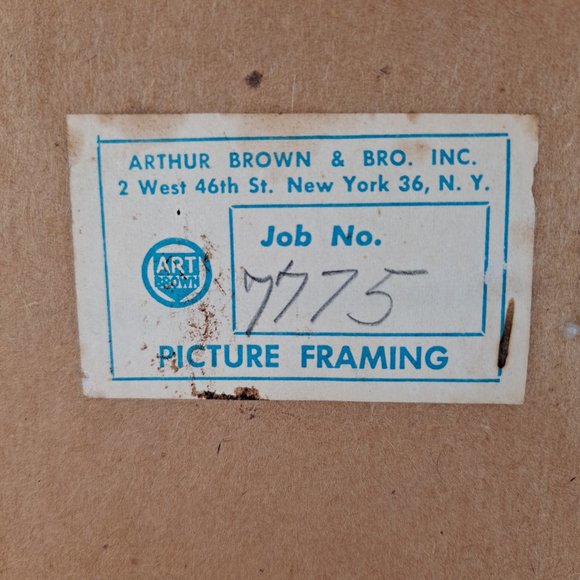 ARTHUR BROWN & BRO. INC.
2 West 46th St. New York 36, N. Y.
Job No.
7775
ART
BROWN
PICTURE FRAMING